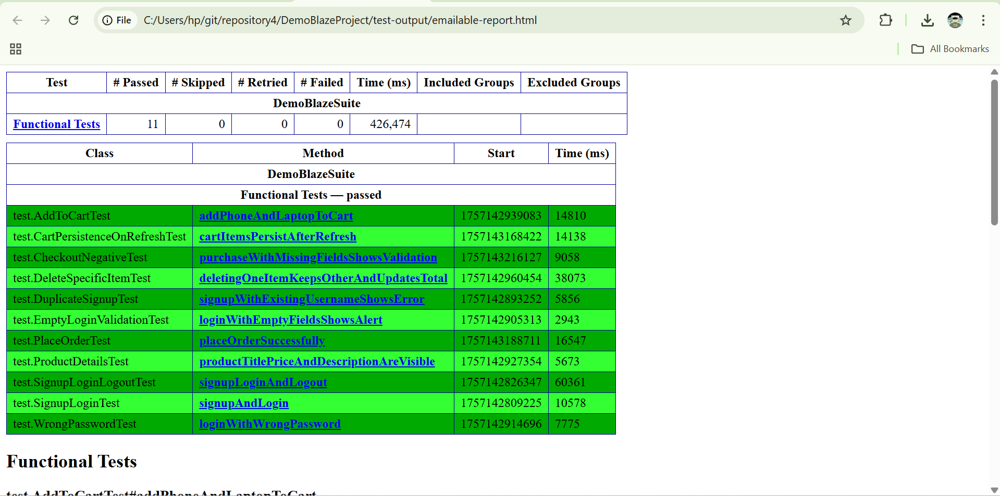 File C:/Users/hp/git/repository4/DemoBlazeProject/test-output/emailable-report.html
All Bookmarks
Test # Passed # Skipped # Retried # Failed Time (ms) Included Groups Excluded Groups
DemoBlazeSuite
Functional Tests 11 0 0 0 426,474
Class Method Start Time (ms)
DemoBlazeSuite
Functional Tests — passed
test.AddToCartTest addPhoneAndLaptopToCart 1757142939083 14810
test.CartPersistenceOnRefreshTest cartItemsPersistAfterRefresh 1757143168422 14138
test.CheckoutNegativeTest purchaseWithMissingFieldsShowsValidation 1757143216127 9058
test.DeleteSpecificItemTest deletingOneItemKeepsOtherAndUpdatesTotal 1757142960454 38073
test.DuplicateSignupTest signupWithExistingUsernameShowsError 1757142893252 5856
test.EmptyLoginValidationTest loginWithEmptyFieldsShowsAlert 1757142905313 2943
test.PlaceOrderTest placeOrderSuccessfully 1757143188711 16547
test.ProductDetailsTest productTitlePriceAndDescriptionAreVisible 1757142927354 5673
test.SignupLoginLogoutTest signupLoginAndLogout 1757142826347 60361
test.SignupLoginTest signupAndLogin 1757142809225 10578
test.WrongPasswordTest loginWithWrongPassword 1757142914696 7775
Functional Tests
test.AddToCartTest#addPhoneAndLaptopToCart